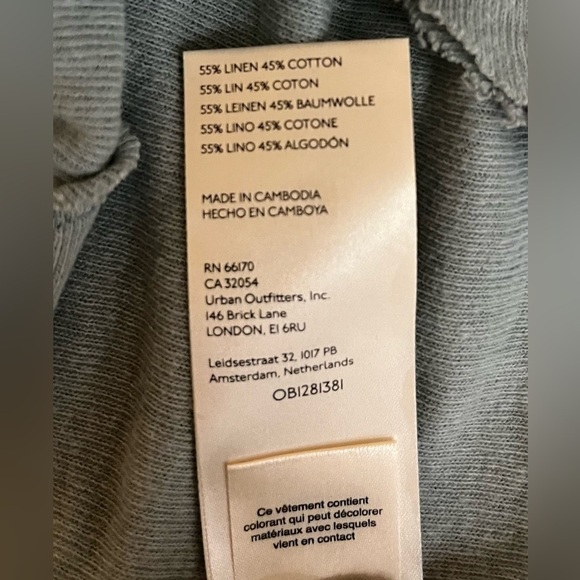 55% LINEN 45% COTTON
55% LIN 45% COTON
55% LEINEN 45% BAUMWOLLE
55% LINO 45% COTONE
55% LINO 45% ALGODÓN
MADE IN CAMBODIA
HECHO EN CAMBOYA
RN 66170
CA 32054
Urban Outfitters, Inc.
146 Brick Lane
LONDON, E1 6RU
Leidsestraat 32, 1017 PB
Amsterdam, Netherlands
OB1281381
Ce vêtement contient
colorant qui peut décolorer
matériaux avec lesquels
vient en contact